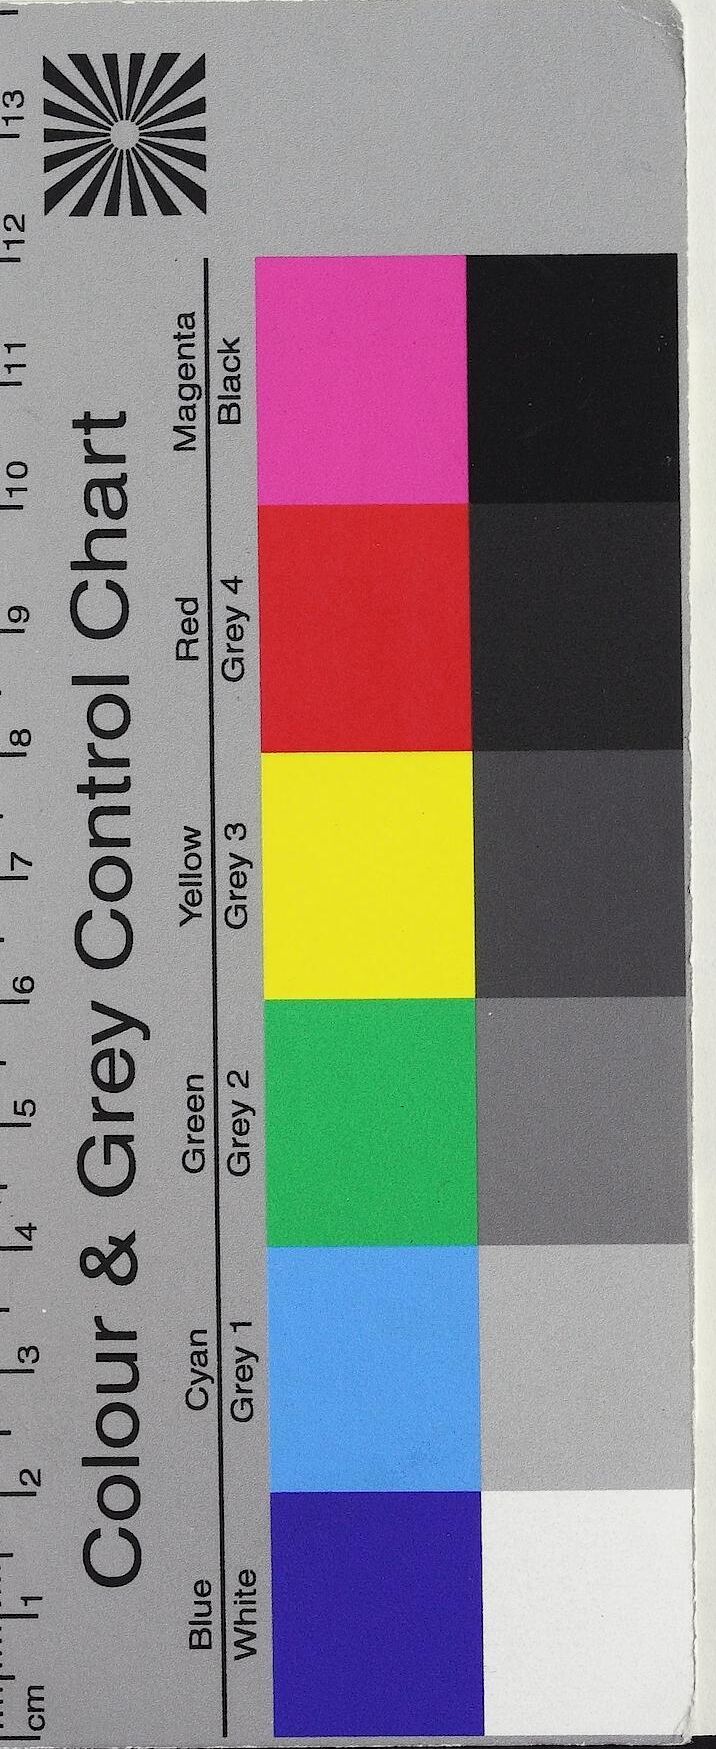 Colour & Grey Control Chart
Blue Cyan Green Yellow Red Magenta
White Grey 1 Grey 2 Grey 3 Grey 4 Black
cm 1 2 3 4 5 6 7 8 9 10 11 12 13